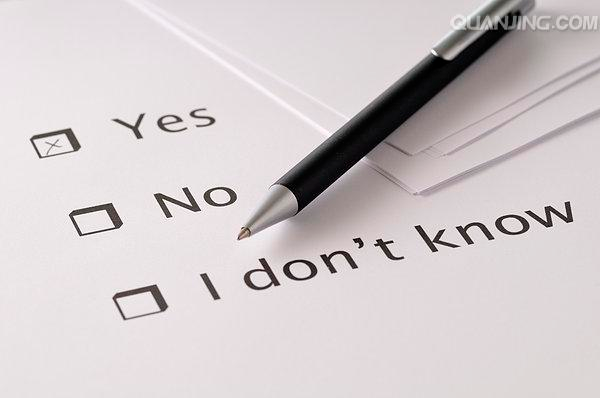 QUANJING.COM
Yes
No
I don't know